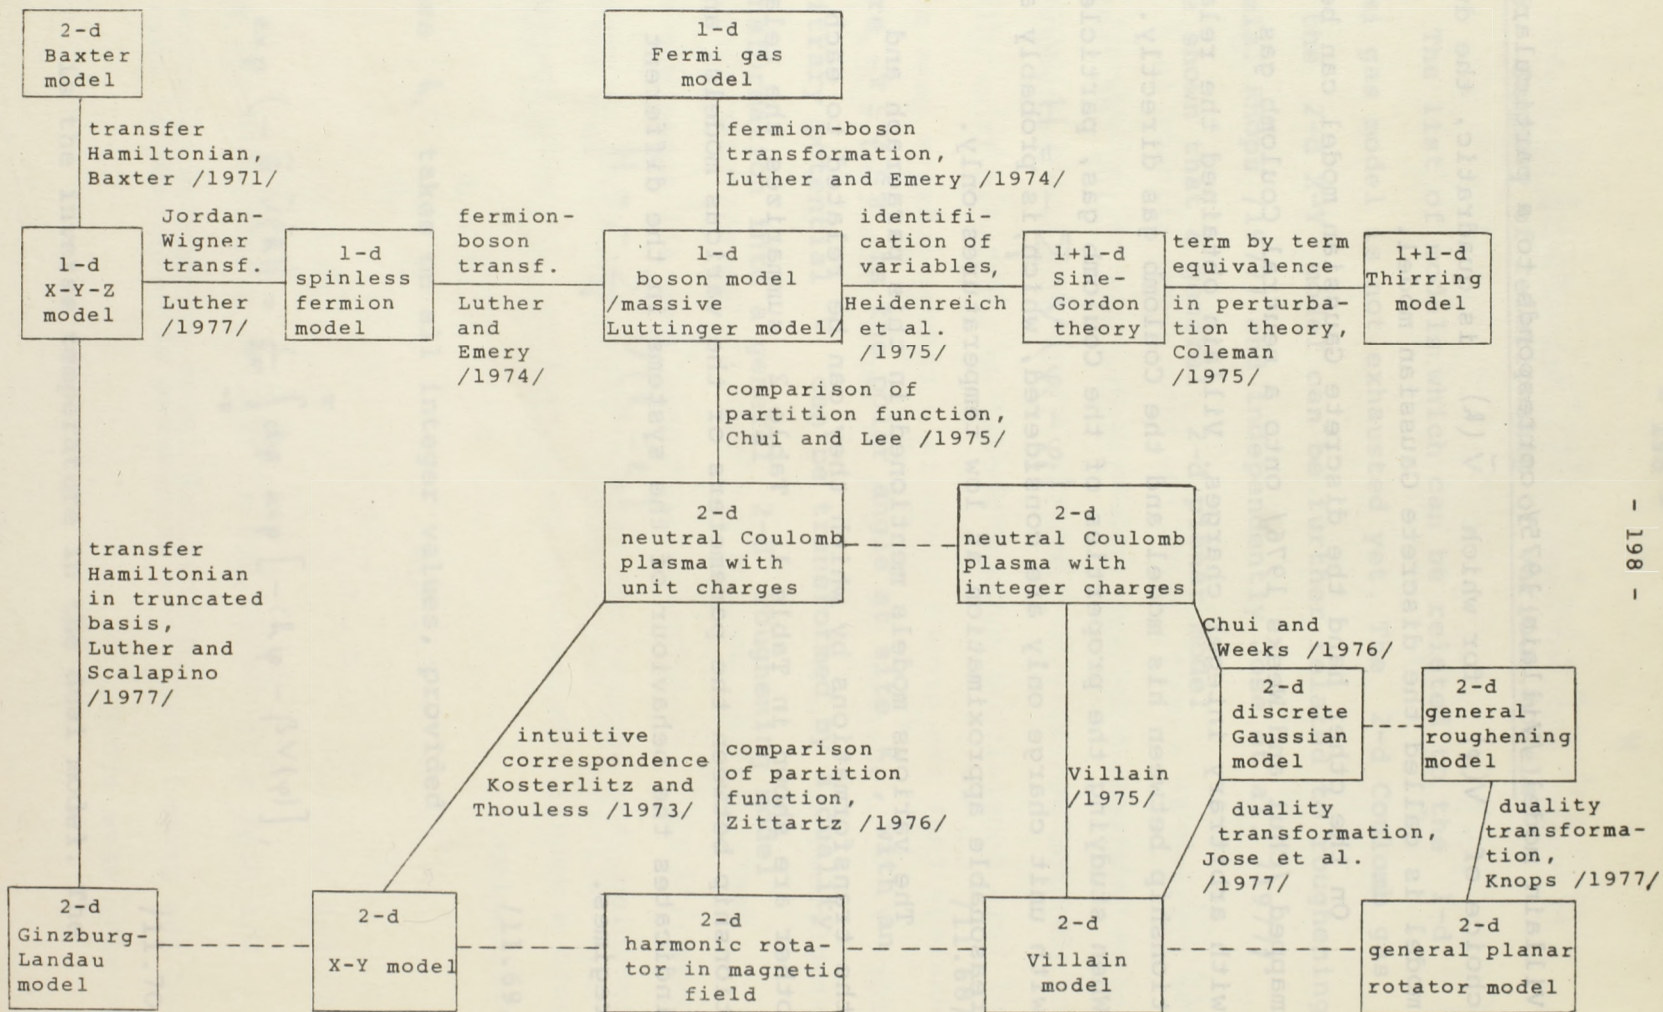 2-d
Baxter
model
1-d
Fermi gas
model
transfer
Hamiltonian,
Baxter /1971/
fermion-boson
transformation,
Luther and Emery /1974/
1-d
X-Y-Z
model
Jordan-
Wigner
transf.
Luther
/1977/
1-d
spinless
fermion
model
fermion-
boson
transf.
Luther
and
Emery
/1974/
1-d
boson model
/massive
Luttinger model/
identifi-
cation of
variables,
Heidenreich
et al.
/1975/
1+1-d
Sine-
Gordon
theory
term by term
equivalence
in perturba-
tion theory,
Coleman
/1975/
1+1-d
Thirring
model
comparison of
partition function,
Chui and Lee /1975/
2-d
neutral Coulomb
plasma with
unit charges
2-d
neutral Coulomb
plasma with
integer charges
- 198 -
transfer
Hamiltonian
in truncated
basis,
Luther and
Scalapino
/1977/
Chui and
Weeks /1976/
2-d
discrete
Gaussian
model
2-d
general
roughening
model
intuitive
correspondence
Kosterlitz and
Thouless /1973/
comparison
of partition
function,
Zittartz /1976/
Villain
/1975/
duality
transformation,
Jose et al.
/1977/
duality
transforma-
tion,
Knops /1977/
2-d
Ginzburg-
Landau
model
2-d
X-Y model
2-d
harmonic rota-
tor in magnetic
field
2-d
Villain
model
2-d
general planar
rotator model